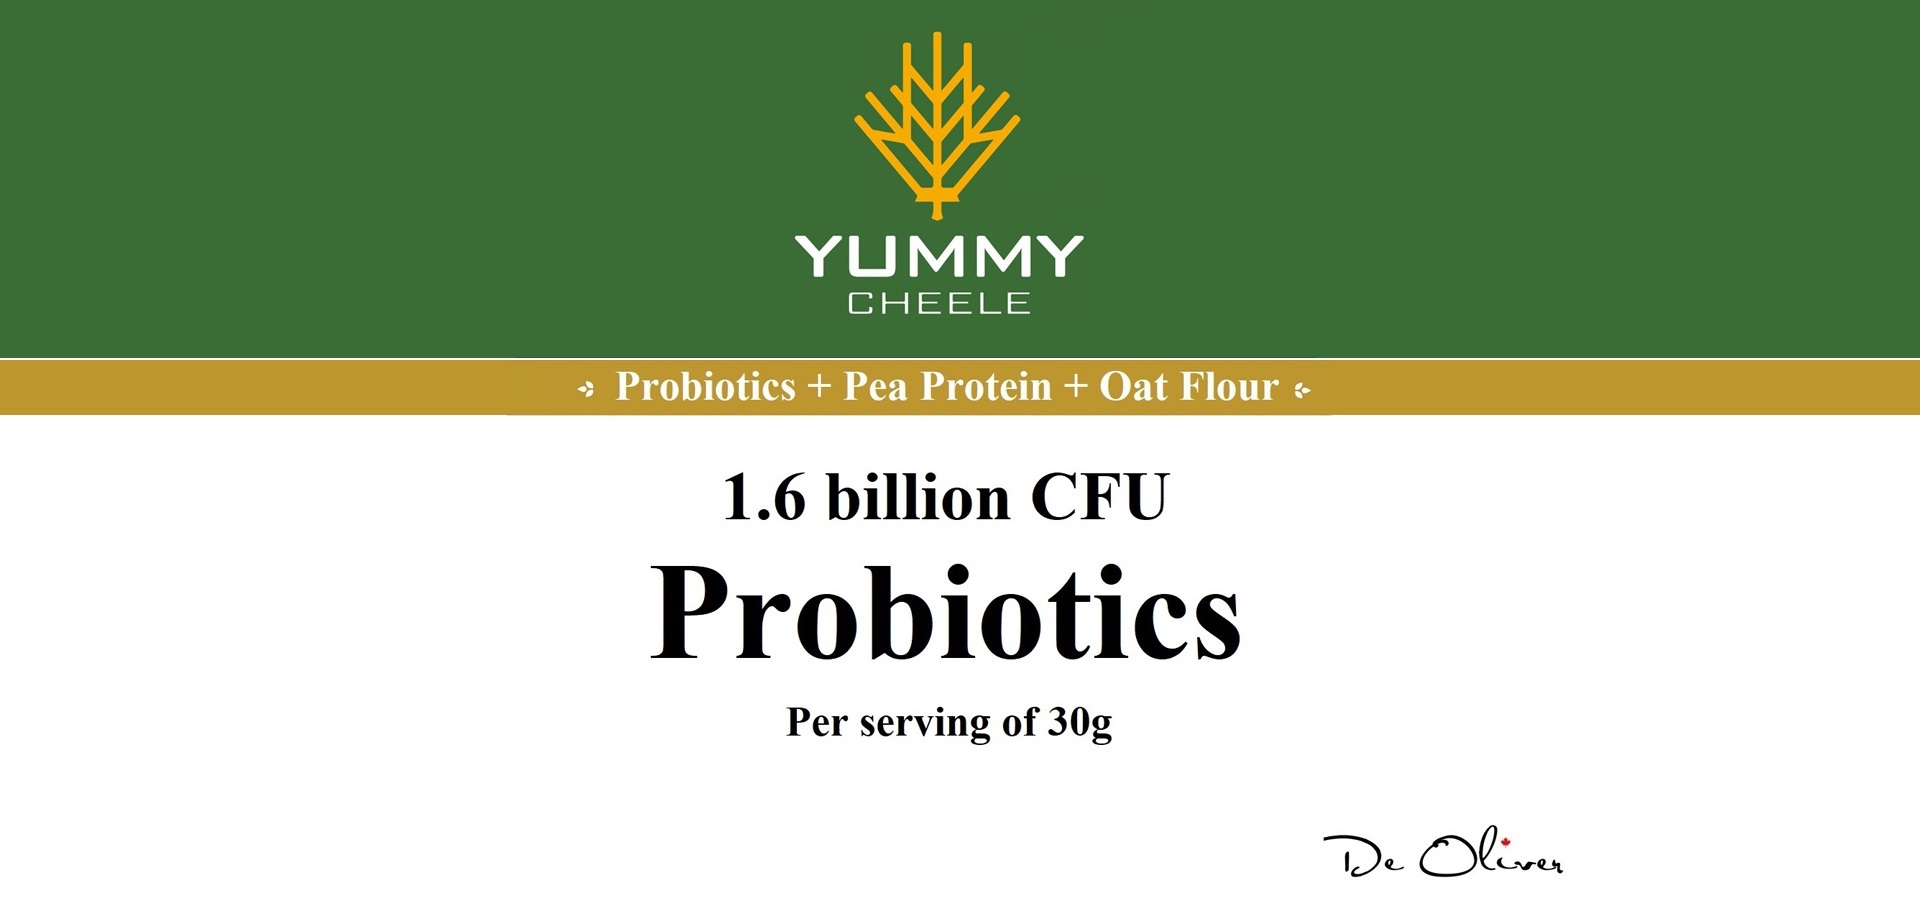 YUMMY
CHEELE
Probiotics + Pea Protein + Oat Flour
1.6 billion CFU
Probiotics
Per serving of 30g
De Oliver